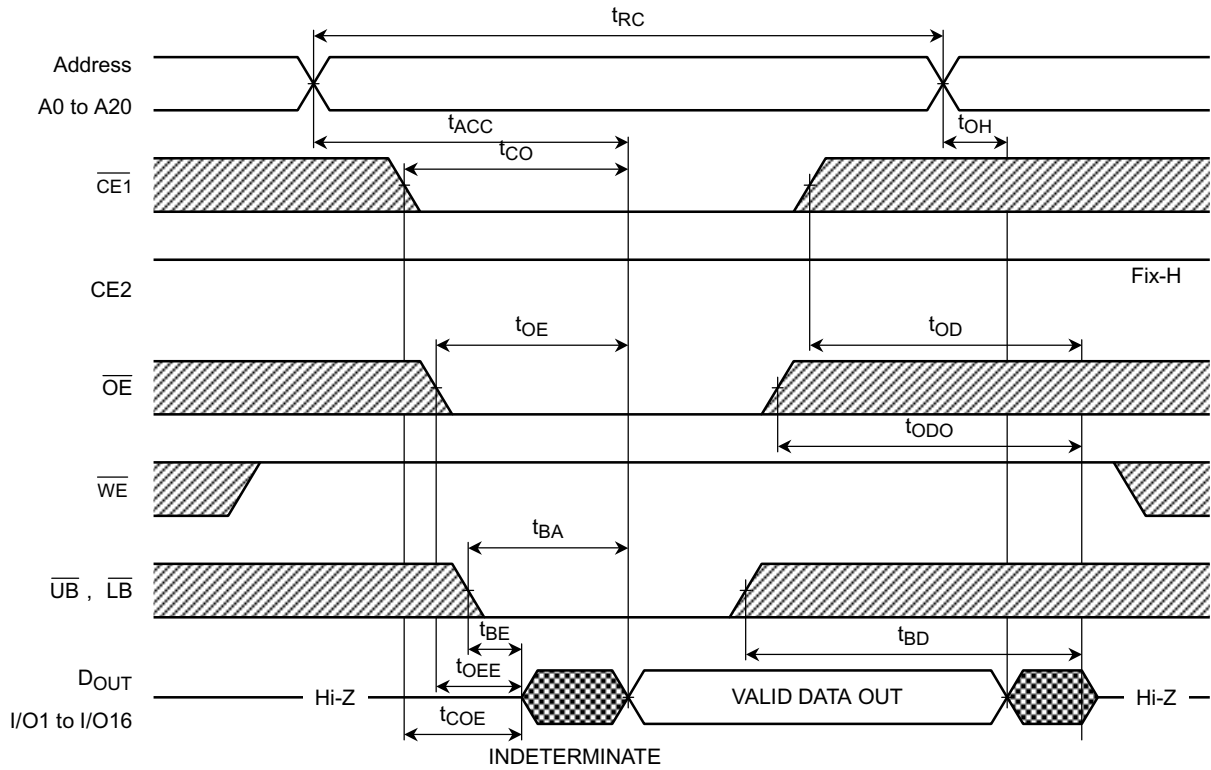 tRC
Address
A0 to A20
tACC
tOH
tCO
CE1
CE2
Fix-H
tOE
tOD
OE
tODO
WE
tBA
UB , LB
tBE
tBD
tOEE
DOUT
Hi-Z
VALID DATA OUT
Hi-Z
I/O1 to I/O16
tCOE
INDETERMINATE